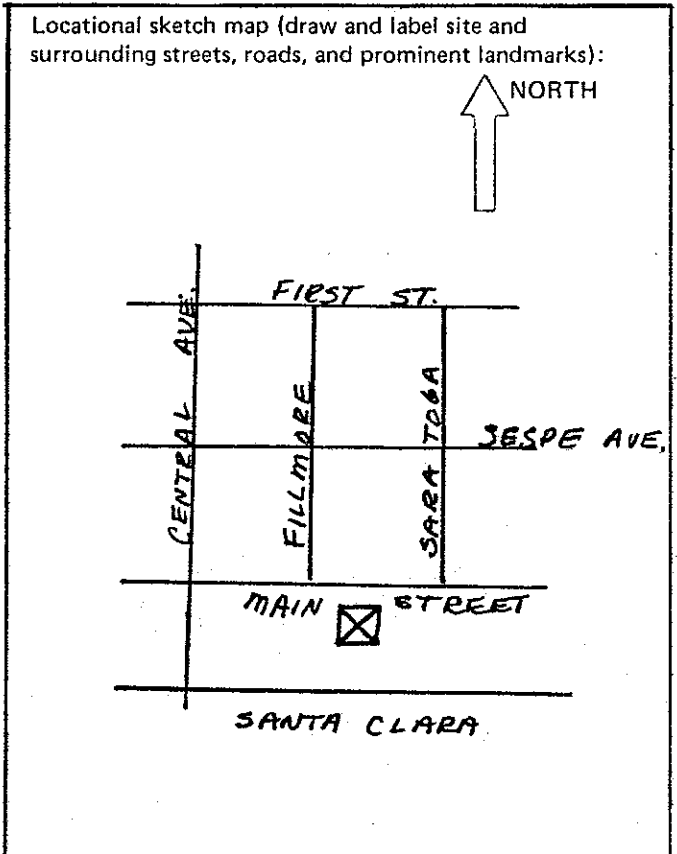 Locational sketch map (draw and label site and
surrounding streets, roads, and prominent landmarks):
NORTH
FIRST ST.
CENTRAL AVE.
FILLMORE
SARA TOGA
SESPE AVE.
MAIN STREET
SANTA CLARA